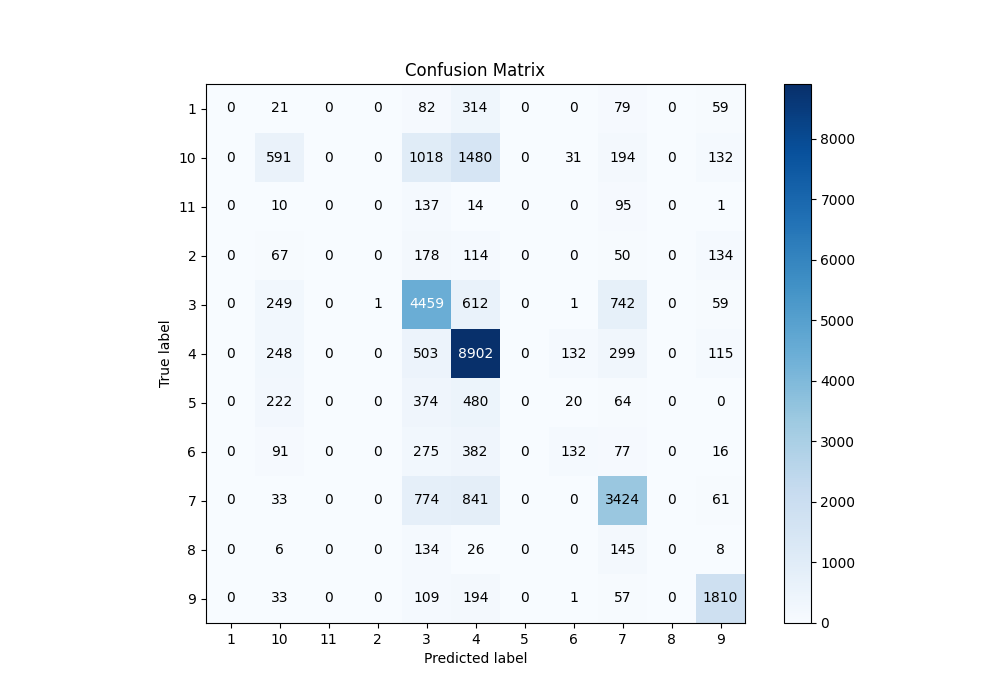 Confusion Matrix
1 0 21 0 0 82 314 0 0 79 0 59
10 0 591 0 0 1018 1480 0 31 194 0 132
11 0 10 0 0 137 14 0 0 95 0 1
2 0 67 0 0 178 114 0 0 50 0 134
3 0 249 0 1 4459 612 0 1 742 0 59
4 0 248 0 0 503 8902 0 132 299 0 115
5 0 222 0 0 374 480 0 20 64 0 0
6 0 91 0 0 275 382 0 132 77 0 16
7 0 33 0 0 774 841 0 0 3424 0 61
8 0 6 0 0 134 26 0 0 145 0 8
9 0 33 0 0 109 194 0 1 57 0 1810
1 10 11 2 3 4 5 6 7 8 9
Predicted label
True label
8000
7000
6000
5000
4000
3000
2000
1000
0